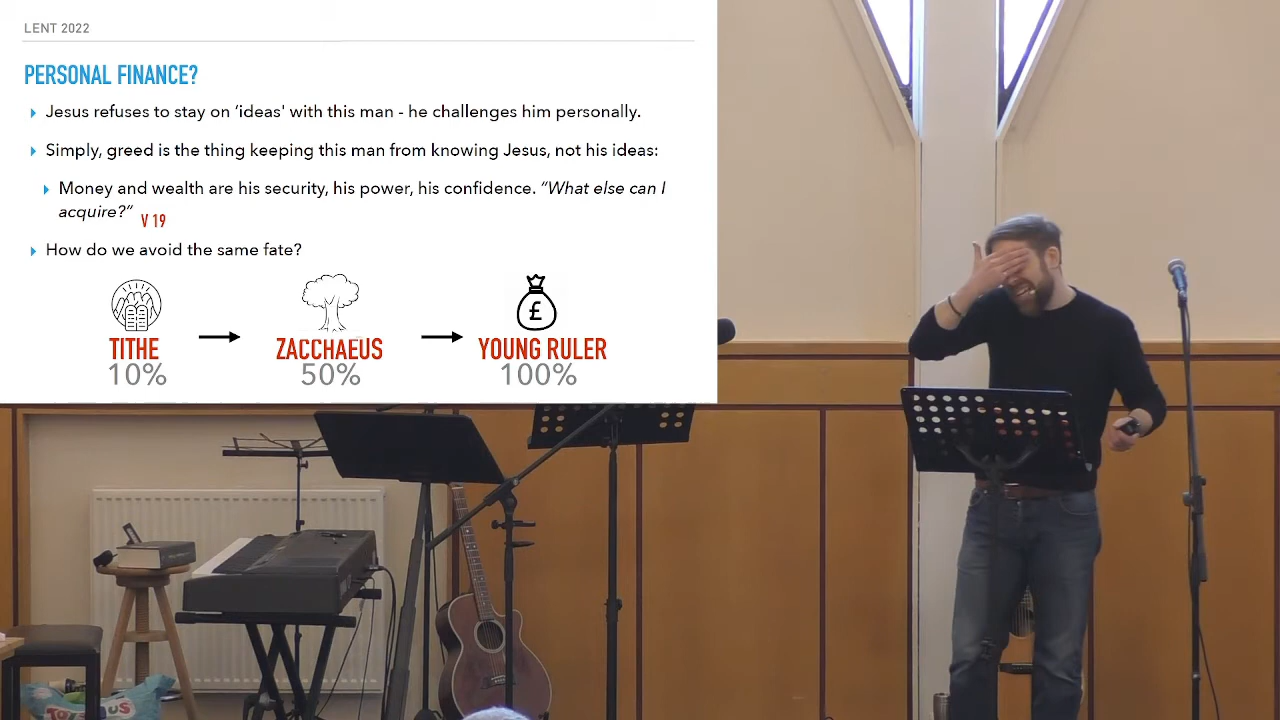 LENT 2022
PERSONAL FINANCE?
Jesus refuses to stay on ‘ideas' with this man - he challenges him personally.
Simply, greed is the thing keeping this man from knowing Jesus, not his ideas:
Money and wealth are his security, his power, his confidence. “What else can I
acquire?” V 19
How do we avoid the same fate?
£
TITHE
10%
ZACCHAEUS
50%
YOUNG RULER
100%